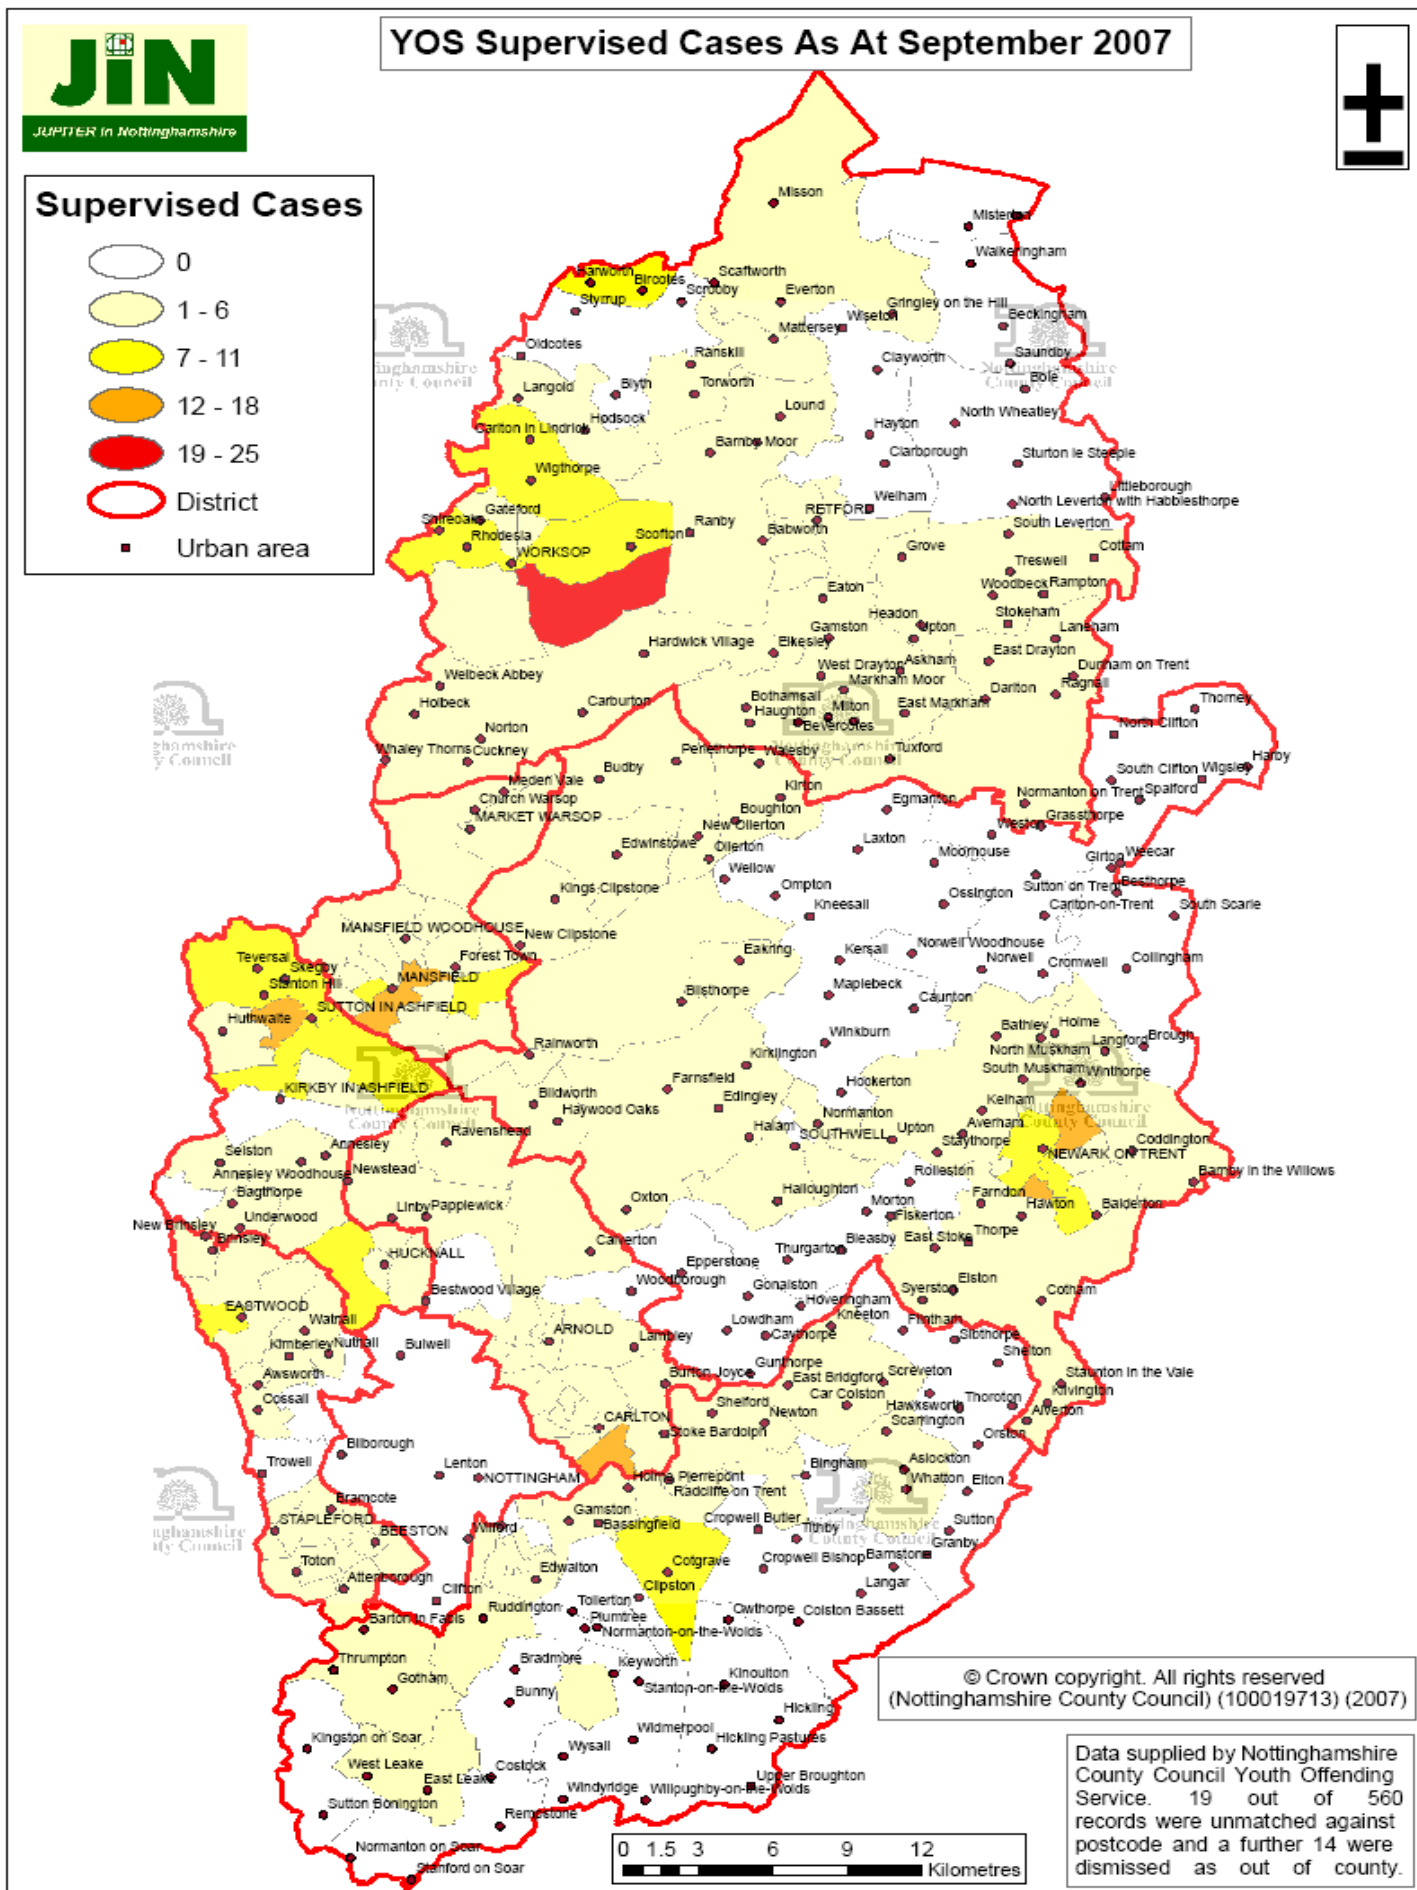 YOS Supervised Cases As At September 2007
JiN
JUPITER in Nottinghamshire
Supervised Cases
0
1 - 6
7 - 11
12 - 18
19 - 25
District
Urban area
Misson
Misterton
Walkeringham
Harworth
Bircotes
Scaftworth
Scrooby
Everton
Styrrup
Gringley on the Hill
Wiseton
Beckingham
Mattersey
Oldcotes
Ranskill
Clayworth
Saundby
Bole
Langold
Blyth
Torworth
Lound
Hodsock
North Wheatley
Carlton in Lindrick
Barnby Moor
Hayton
Clarborough
Sturton le Steeple
Wigthorpe
Littleborough
Welham
North Leverton with Habblesthorpe
Gateford
RETFORD
Shireoaks
Rhodesia
Scofton
Ranby
Babworth
South Leverton
WORKSOP
Grove
Cottam
Treswell
Woodbeck
Rampton
Eaton
Headon
Stokeham
Gamston
Upton
Laneham
Hardwick Village
Elkesley
East Drayton
Askham
West Drayton
Dunham on Trent
Markham Moor
Welbeck Abbey
Ragnall
Darlton
Bothamsall
East Markham
Thorney
Holbeck
Carburton
Haughton
Milton
Bevercotes
North Clifton
Norton
Whaley Thorns
Cuckney
Perlethorpe
Walesby
Tuxford
Harby
Budby
South Clifton
Wigsley
Meden Vale
Kirton
Normanton on Trent
Spalford
Church Warsop
Boughton
Egmanton
Grassthorpe
MARKET WARSOP
New Ollerton
Weston
Edwinstowe
Ollerton
Laxton
Moorhouse
Girton
Weecar
Wellow
Sutton on Trent
Besthorpe
Kings Clipstone
Ompton
Ossington
Kneesall
Carlton-on-Trent
South Scarle
MANSFIELD WOODHOUSE
New Clipstone
Eakring
Kersall
Norwell Woodhouse
Teversal
Skegby
Forest Town
Norwell
Cromwell
Collingham
Stanton Hill
MANSFIELD
Bilsthorpe
Maplebeck
Caunton
SUTTON IN ASHFIELD
Huthwaite
Winkburn
Bathley
Holme
Brough
Rainworth
Kirklington
North Muskham
Langford
South Muskham
Winthorpe
KIRKBY IN ASHFIELD
Farnsfield
Hockerton
Blidworth
Edingley
Kelham
Haywood Oaks
Normanton
Averham
Ravenshead
Halam
SOUTHWELL
Upton
Staythorpe
Coddington
Selston
Annesley
NEWARK ON TRENT
Annesley Woodhouse
Newstead
Rolleston
Barnby in the Willows
Bagthorpe
Halloughton
Farndon
Hawton
Balderton
Linby
Papplewick
Oxton
Morton
Fiskerton
New Brinsley
Underwood
Thorpe
Brinsley
HUCKNALL
Calverton
Thurgarton
Bleasby
East Stoke
Epperstone
Bestwood Village
Woodborough
Gonalston
Syerston
Elston
Cotham
EASTWOOD
Hoveringham
Watnall
Lowdham
Kneeton
Flintham
Sibthorpe
ARNOLD
Lambley
Caythorpe
Kimberley
Nuthall
Bulwell
Shelton
Gunthorpe
Awsworth
Burton Joyce
East Bridgford
Screveton
Staunton in the Vale
Cossall
Car Colston
Kilvington
Shelford
Hawksworth
Thoroton
Alverton
CARLTON
Newton
Scarrington
Stoke Bardolph
Orston
Bilborough
Trowell
Lenton
NOTTINGHAM
Holme Pierrepont
Bingham
Aslockton
Radcliffe on Trent
Whatton
Elton
Bramcote
Gamston
STAPLEFORD
BEESTON
Wilford
Bassingfield
Cropwell Butler
Tithby
Sutton
Granby
Toton
Edwalton
Cotgrave
Cropwell Bishop
Barnstone
Attenborough
Clifton
Clipston
Langar
Tollerton
Barton in Fabis
Ruddington
Plumtree
Owthorpe
Colston Bassett
Normanton-on-the-Wolds
Thrumpton
Bradmore
Keyworth
Kinoulton
Gotham
Bunny
Stanton-on-the-Wolds
Hickling
Kingston on Soar
Widmerpool
Hickling Pastures
Wysall
West Leake
East Leake
Costock
Upper Broughton
Sutton Bonington
Windyridge
Willoughby-on-the-Wolds
Rempstone
Normanton on Soar
Stanford on Soar
© Crown copyright. All rights reserved
(Nottinghamshire County Council) (100019713) (2007)
Data supplied by Nottinghamshire
County Council Youth Offending
Service. 19 out of 560
records were unmatched against
postcode and a further 14 were
dismissed as out of county.
0 1.5 3 6 9 12
Kilometres